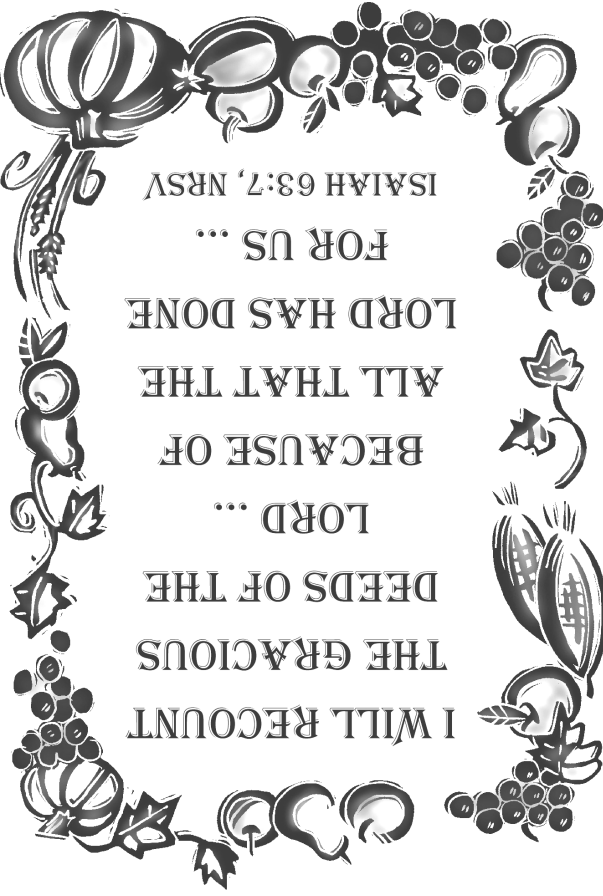 I WILL RECOUNT
THE GRACIOUS
DEEDS OF THE
LORD ...
BECAUSE OF
ALL THAT THE
LORD HAS DONE
FOR US ...
ISAIAH 63:7, NRSV